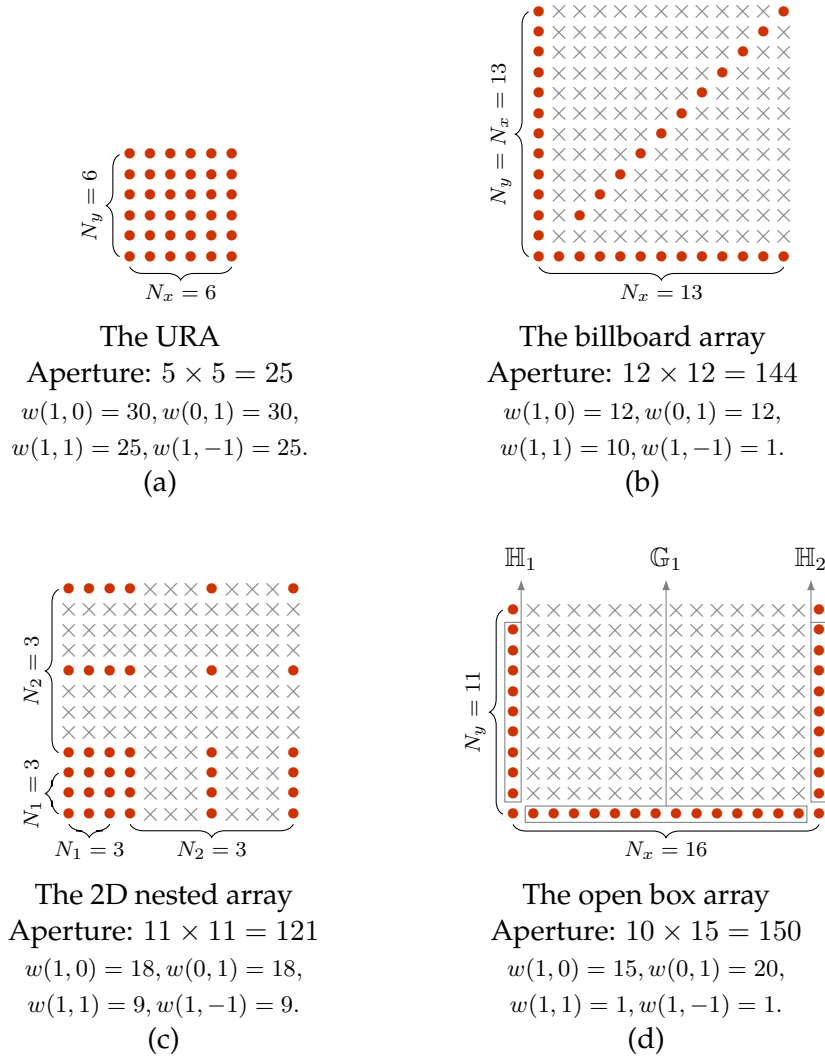 N_y = 6
N_x = 6
The URA
Aperture: 5 × 5 = 25
w(1, 0) = 30, w(0, 1) = 30,
w(1, 1) = 25, w(1, −1) = 25.
(a)
N_y = N_x = 13
N_x = 13
The billboard array
Aperture: 12 × 12 = 144
w(1, 0) = 12, w(0, 1) = 12,
w(1, 1) = 10, w(1, −1) = 1.
(b)
N_2 = 3
N_1 = 3
N_1 = 3
N_2 = 3
The 2D nested array
Aperture: 11 × 11 = 121
w(1, 0) = 18, w(0, 1) = 18,
w(1, 1) = 9, w(1, −1) = 9.
(c)
ℍ_1
𝔾_1
ℍ_2
N_y = 11
N_x = 16
The open box array
Aperture: 10 × 15 = 150
w(1, 0) = 15, w(0, 1) = 20,
w(1, 1) = 1, w(1, −1) = 1.
(d)